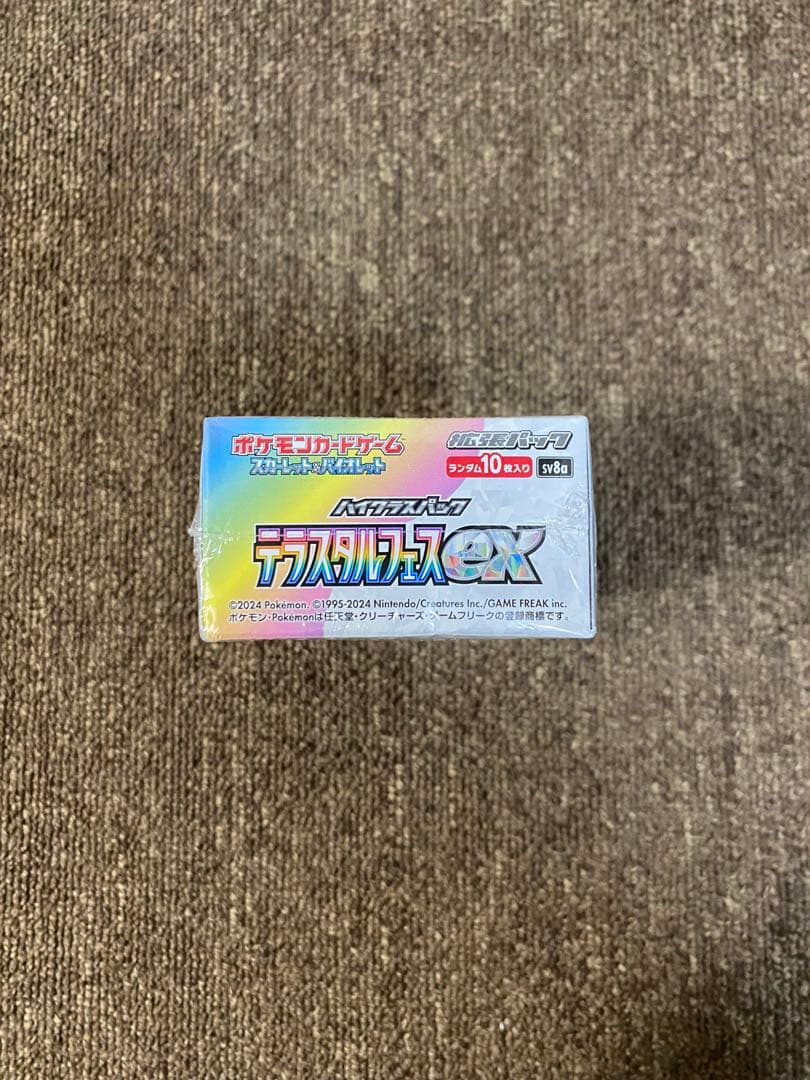 ポケモンカードゲーム
スカーレット&バイオレット
拡張パック
ランダム10枚入り
SV8a
ハイクラスパック
テラスタルフェスex
©2024 Pokémon. ©1995-2024 Nintendo/Creatures Inc./GAME FREAK inc.
ポケモン・Pokémonは任天堂・クリーチャーズ・ゲームフリークの登録商標です。